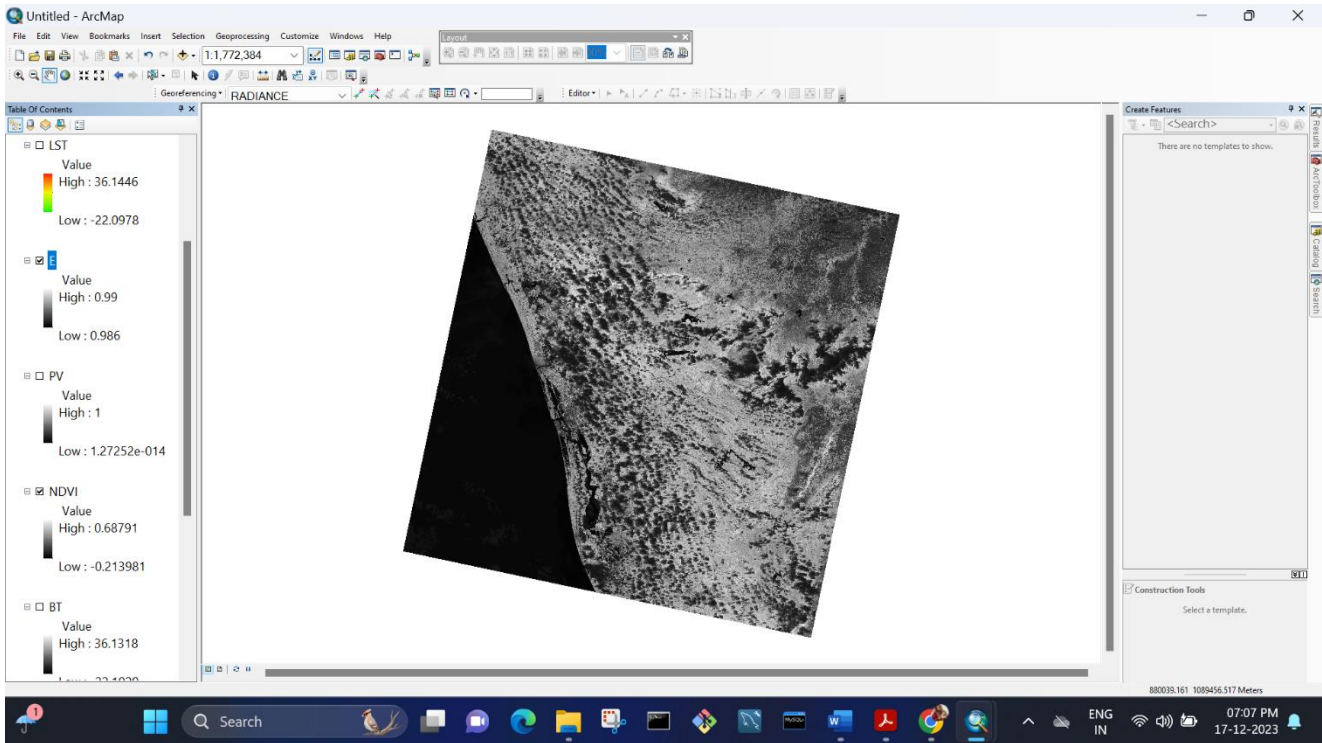 Untitled - ArcMap
File Edit View Bookmarks Insert Selection Geoprocessing Customize Windows Help
Layout
1:1,772,384
Georeferencing
RADIANCE
Editor
Table Of Contents
LST
Value
High : 36.1446
Low : -22.0978
E
Value
High : 0.99
Low : 0.986
PV
Value
High : 1
Low : 1.27252e-014
NDVI
Value
High : 0.68791
Low : -0.213981
BT
Value
High : 36.1318
Create Features
<Search>
There are no templates to show.
Construction Tools
Select a template.
Results
ArcToolbox
Catalog
Search
880039.161 1089456.517 Meters
1
Search
ENG
IN
07:07 PM
17-12-2023